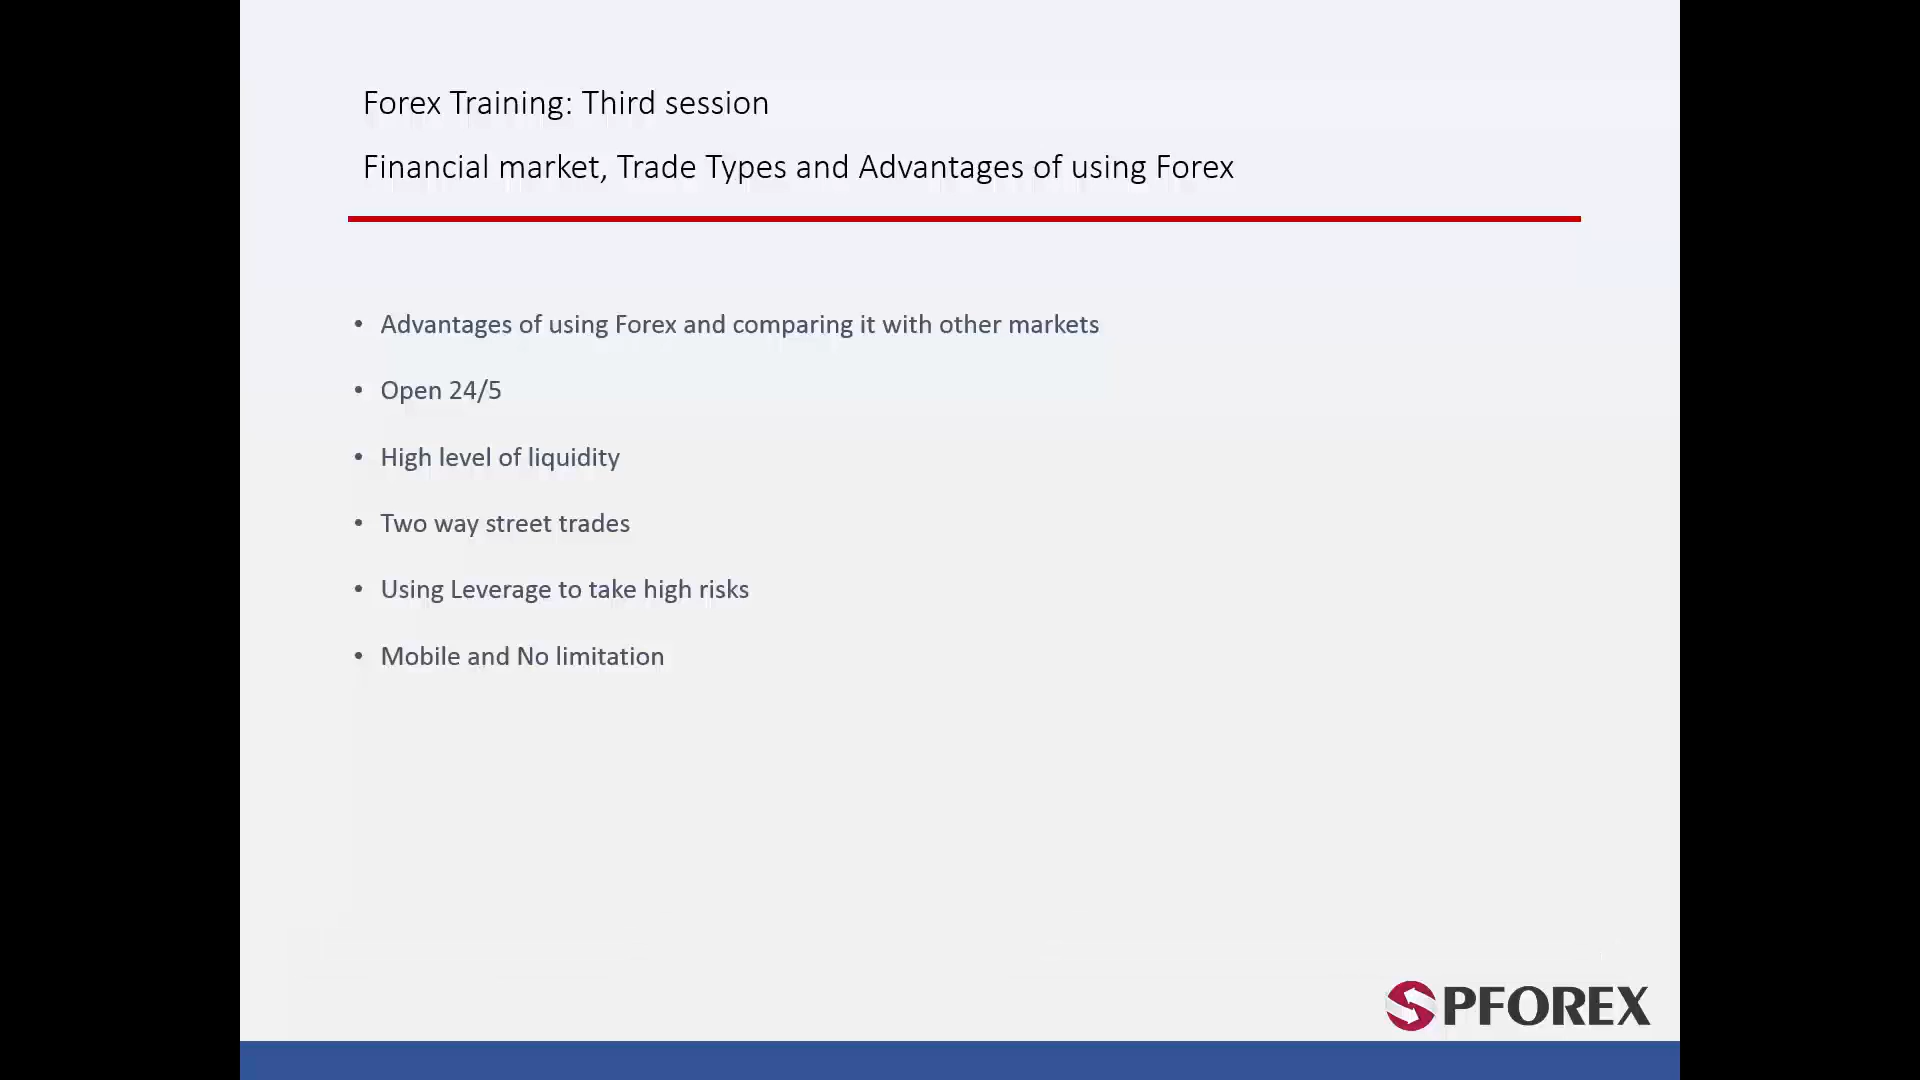 Forex Training: Third session
Financial market, Trade Types and Advantages of using Forex
• Advantages of using Forex and comparing it with other markets
• Open 24/5
• High level of liquidity
• Two way street trades
• Using Leverage to take high risks
• Mobile and No limitation
SPFOREX